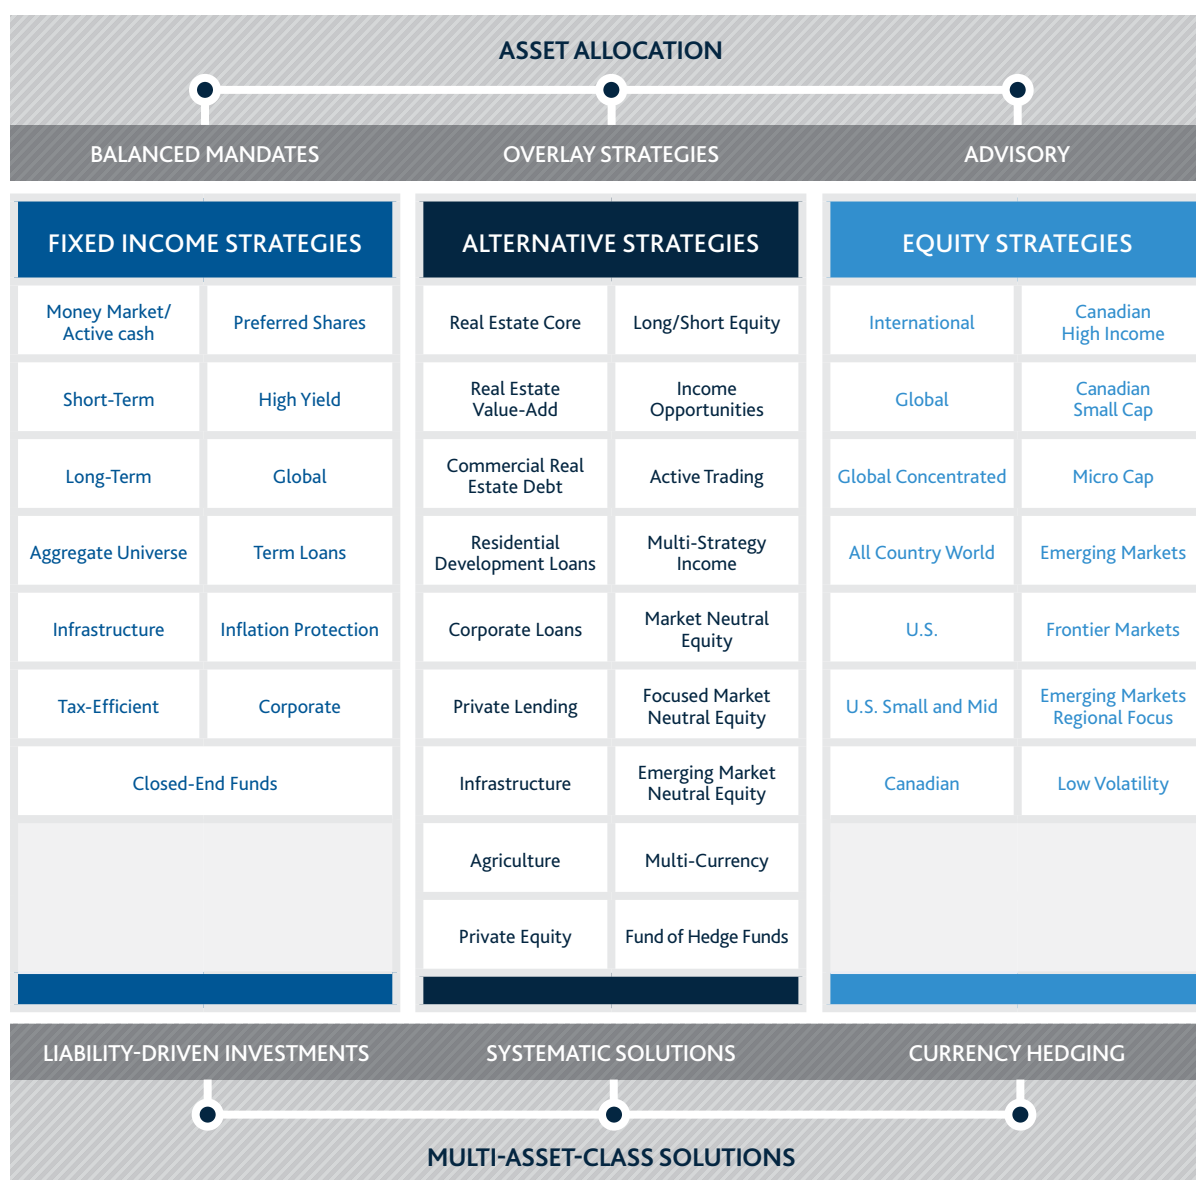 ASSET ALLOCATION
BALANCED MANDATES
OVERLAY STRATEGIES
ADVISORY
FIXED INCOME STRATEGIES
Money Market/
Active cash
Preferred Shares
Short-Term
High Yield
Long-Term
Global
Aggregate Universe
Term Loans
Infrastructure
Inflation Protection
Tax-Efficient
Corporate
Closed-End Funds
ALTERNATIVE STRATEGIES
Real Estate Core
Long/Short Equity
Real Estate
Value-Add
Income
Opportunities
Commercial Real
Estate Debt
Active Trading
Residential
Development Loans
Multi-Strategy
Income
Corporate Loans
Market Neutral
Equity
Private Lending
Focused Market
Neutral Equity
Infrastructure
Emerging Market
Neutral Equity
Agriculture
Multi-Currency
Private Equity
Fund of Hedge Funds
EQUITY STRATEGIES
International
Canadian
High Income
Global
Canadian
Small Cap
Global Concentrated
Micro Cap
All Country World
Emerging Markets
U.S.
Frontier Markets
U.S. Small and Mid
Emerging Markets
Regional Focus
Canadian
Low Volatility
LIABILITY-DRIVEN INVESTMENTS
SYSTEMATIC SOLUTIONS
CURRENCY HEDGING
MULTI-ASSET-CLASS SOLUTIONS